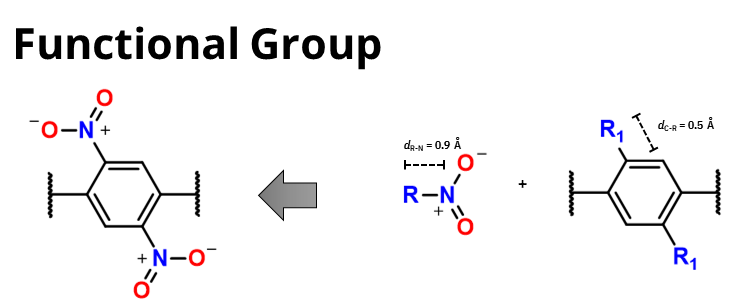 Functional Group
O
⁻O–N +
d_R-N = 0.9 Å
O⁻
R–N
+
O
+
R₁
d_C-R = 0.5 Å
R₁
+ N–O⁻
O